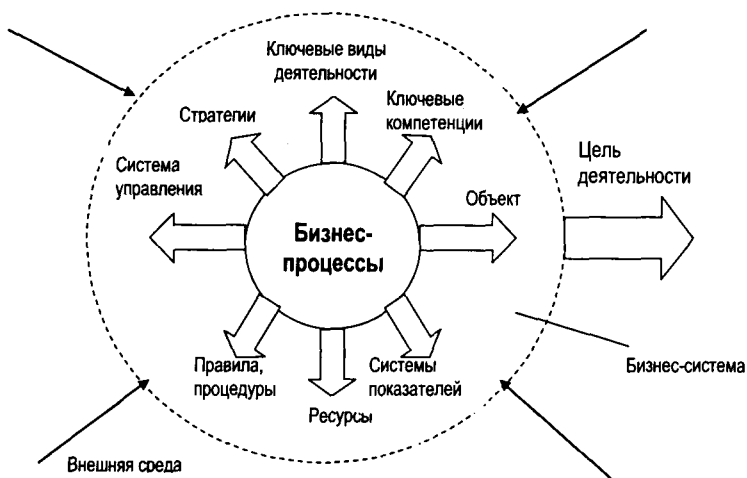 Ключевые виды
деятельности
Ключевые
компетенции
Стратегии
Цель
деятельности
Система
управления
Объект
Бизнес-
процессы
Правила,
процедуры
Системы
показателей
Бизнес-система
Ресурсы
Внешняя среда